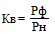 Кв = Рф
Рн